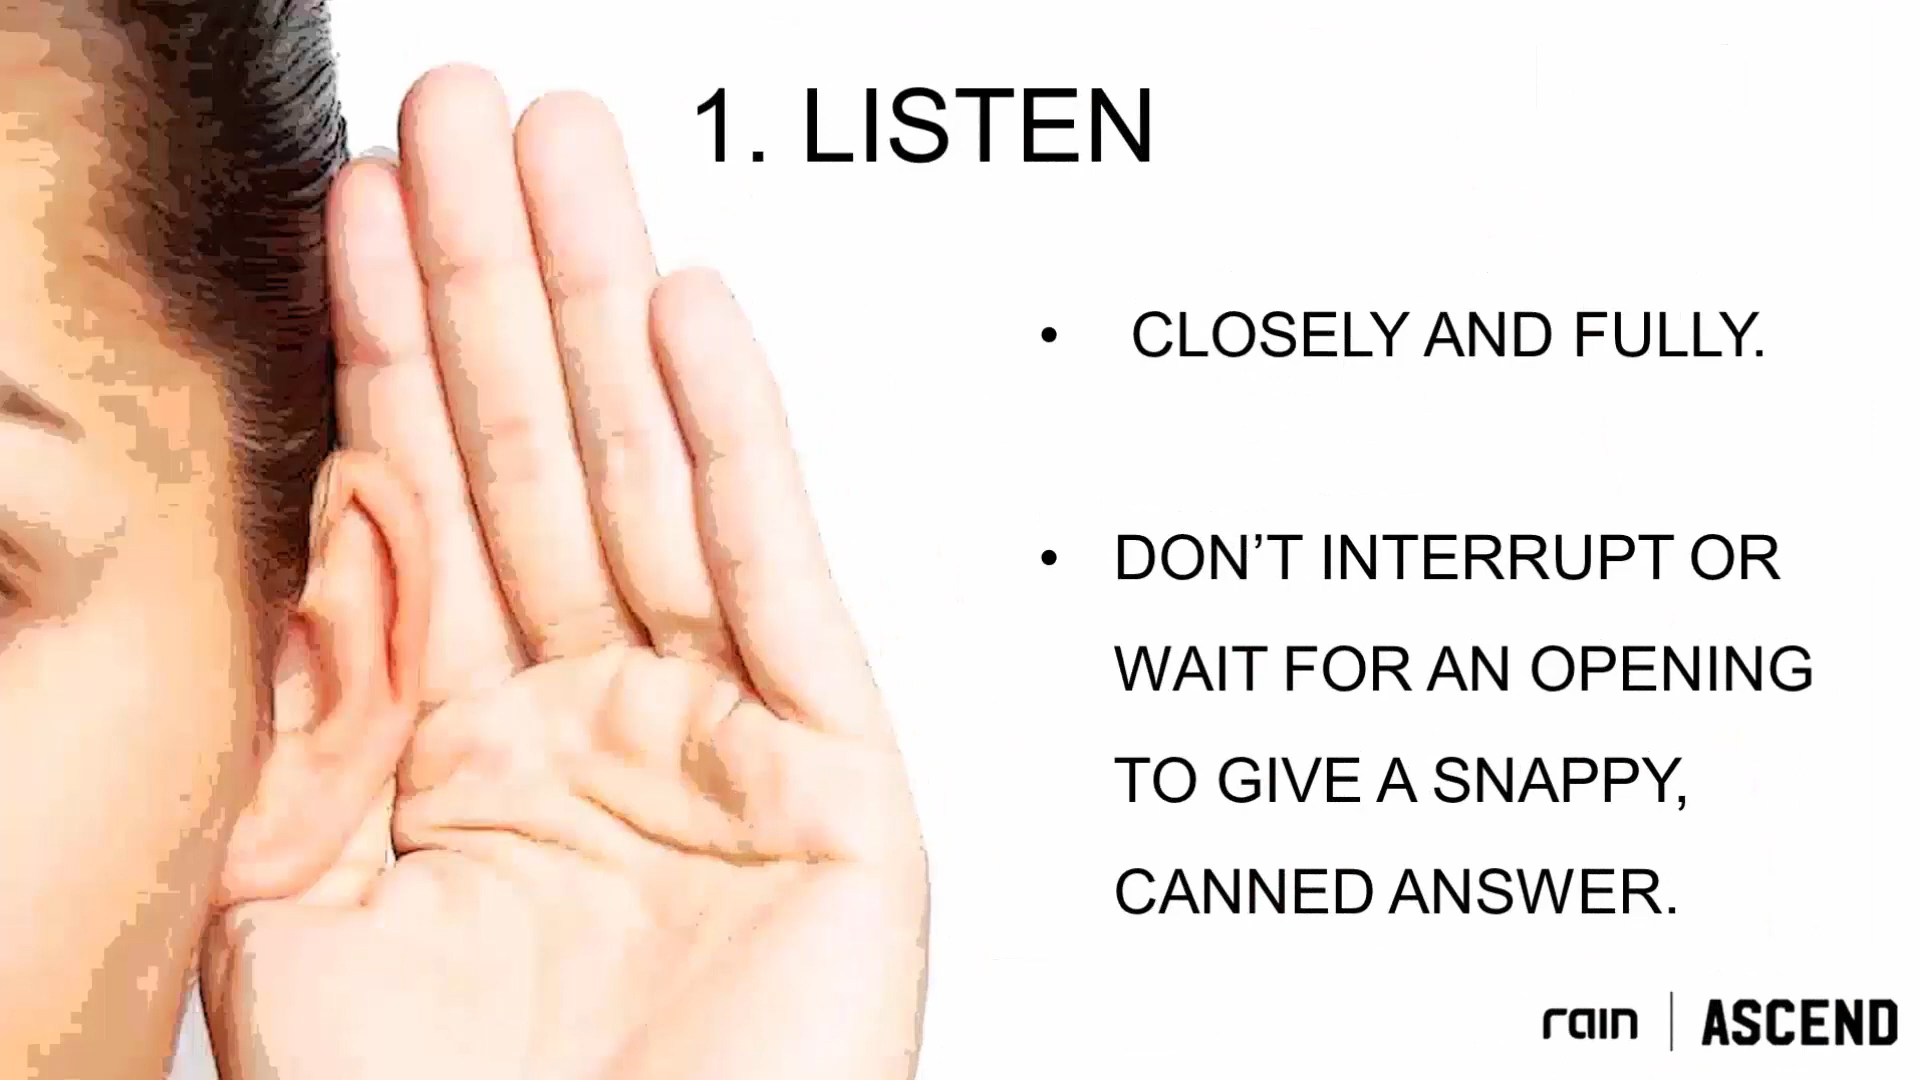 1. LISTEN
• CLOSELY AND FULLY.
• DON’T INTERRUPT OR
WAIT FOR AN OPENING
TO GIVE A SNAPPY,
CANNED ANSWER.
rain | ASCEND